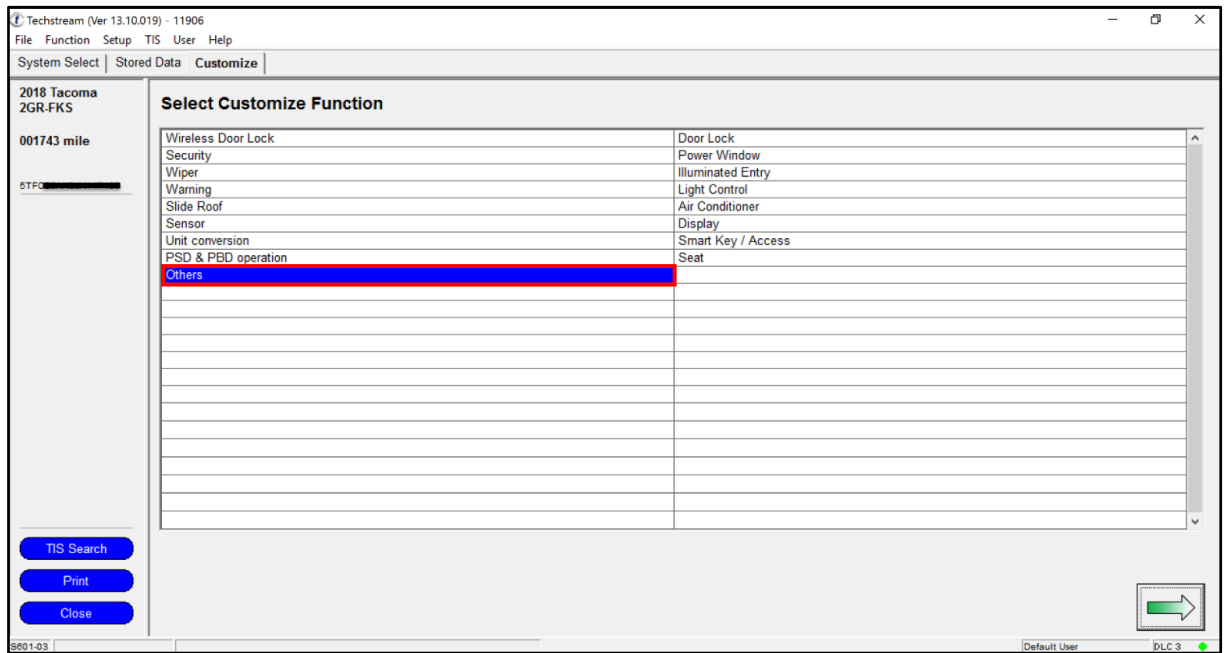 Techstream (Ver 13.10.019) - 11906
File Function Setup TIS User Help
System Select Stored Data Customize
2018 Tacoma
2GR-FKS
001743 mile
Select Customize Function
Wireless Door Lock Door Lock
Security Power Window
Wiper Illuminated Entry
Warning Light Control
Slide Roof Air Conditioner
Sensor Display
Unit conversion Smart Key / Access
PSD & PBD operation Seat
Others
TIS Search
Print
Close
S601-03 Default User DLC 3